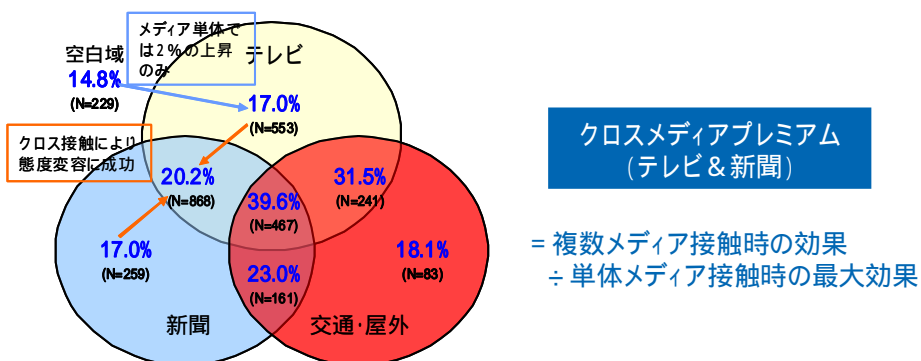 メディア単体で
は2%の上昇
のみ
空白域
14.8%
(N=229)
テレビ
17.0%
(N=553)
クロス接触により
態度変容に成功
20.2%
(N=868)
31.5%
(N=241)
39.6%
(N=467)
17.0%
(N=259)
18.1%
(N=83)
23.0%
(N=161)
新聞
交通・屋外
クロスメディアプレミアム
(テレビ&新聞)
= 複数メディア接触時の効果
÷ 単体メディア接触時の最大効果